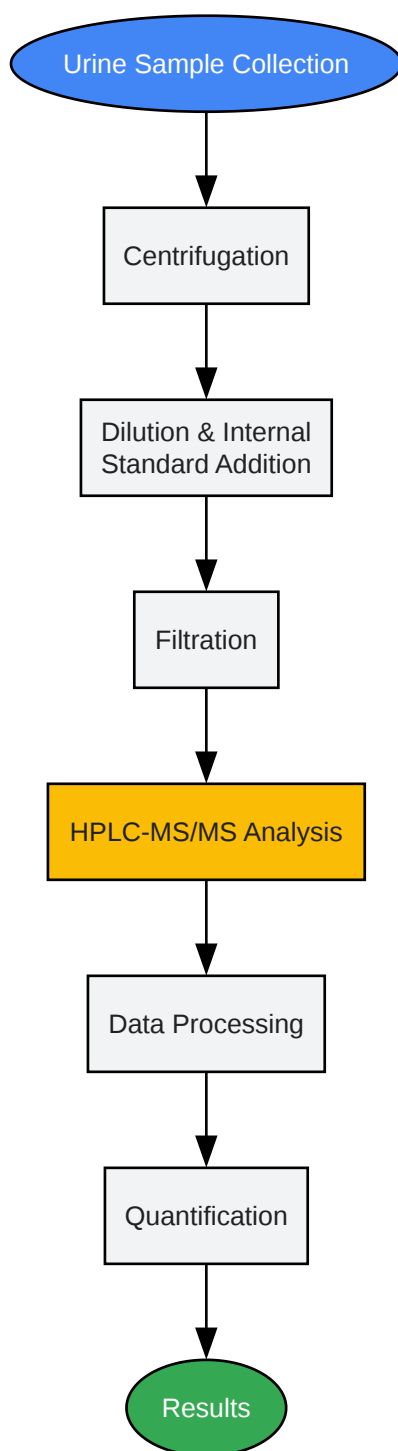 Urine Sample Collection
Centrifugation
Dilution & Internal
Standard Addition
Filtration
HPLC-MS/MS Analysis
Data Processing
Quantification
Results